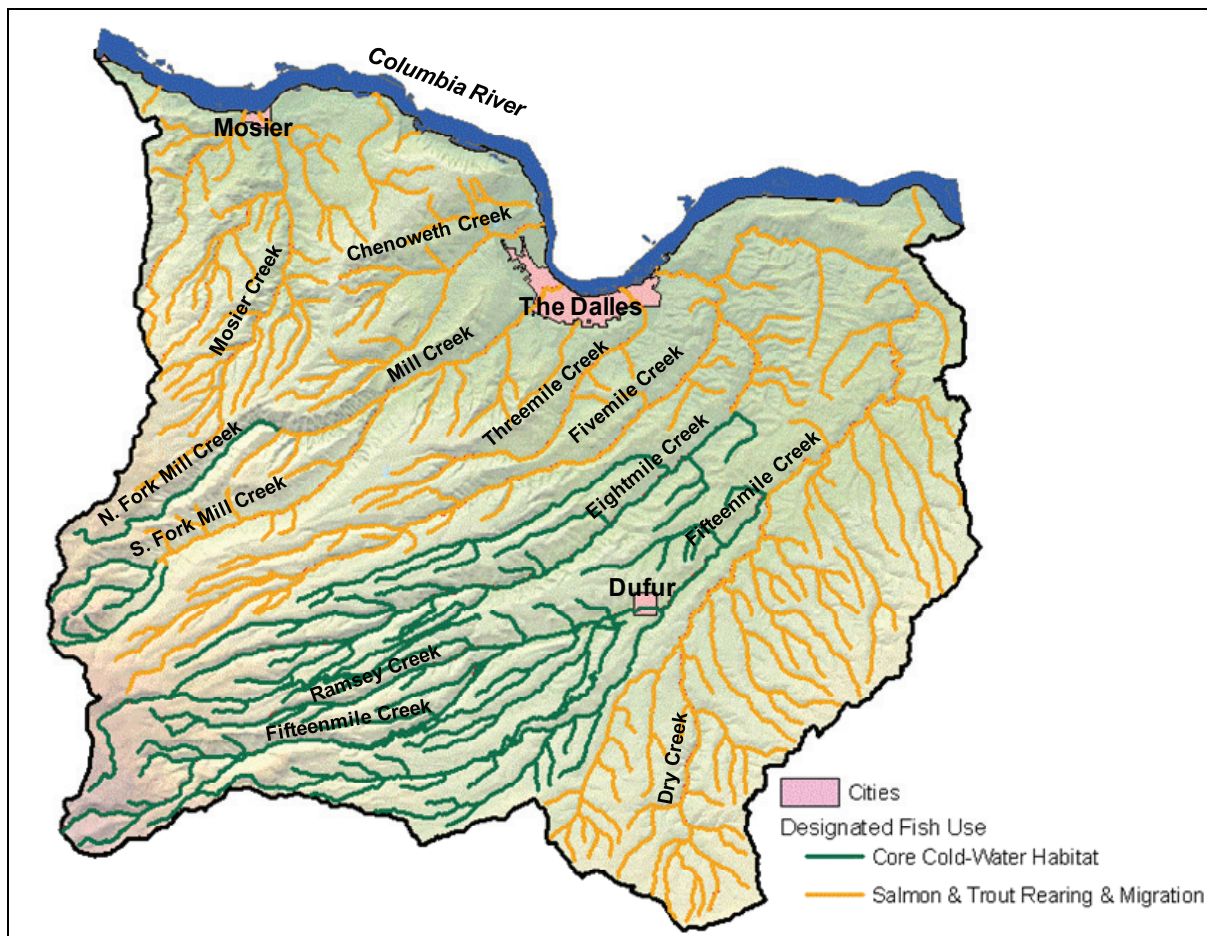 Columbia River
Mosier
Chenoweth Creek
Mosier Creek
The Dalles
Mill Creek
Threemile Creek
Fivemile Creek
N. Fork Mill Creek
S. Fork Mill Creek
Eightmile Creek
Fifteenmile Creek
Dufur
Ramsey Creek
Fifteenmile Creek
Dry Creek
Cities
Designated Fish Use
Core Cold-Water Habitat
Salmon & Trout Rearing & Migration